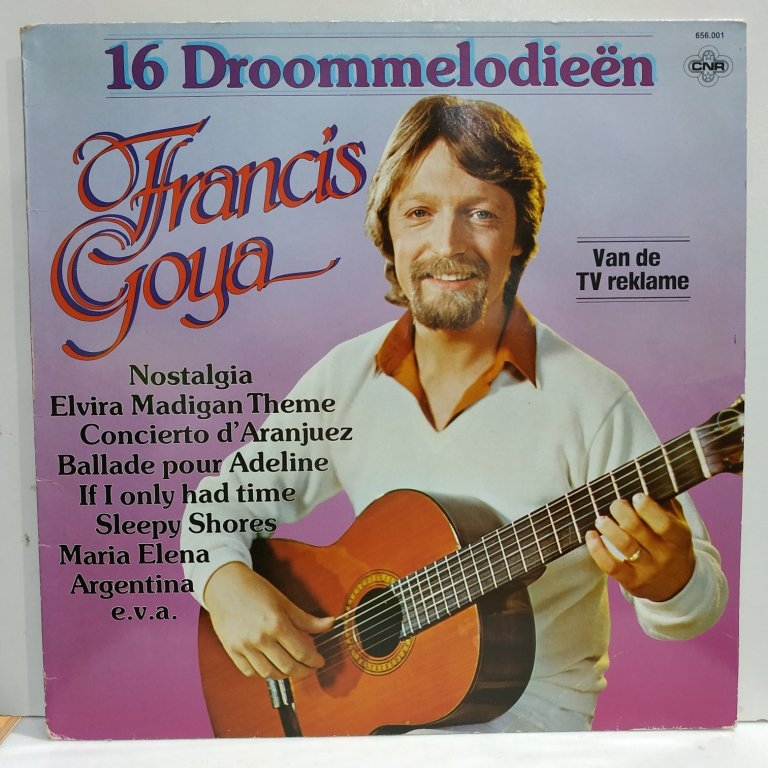 656.001
CNR
16 Droommelodieën
Francis
Goya
Van de
TV reklame
Nostalgia
Elvira Madigan Theme
Concierto d'Aranjuez
Ballade pour Adeline
If I only had time
Sleepy Shores
Maria Elena
Argentina
e.v.a.